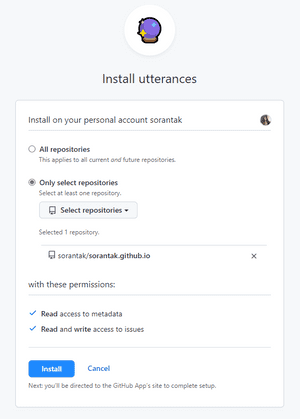 Install utterances
Install on your personal account sorantak
All repositories
This applies to all current and future repositories.
Only select repositories
Select at least one repository.
Select repositories
Selected 1 repository.
sorantak/sorantak.github.io
with these permissions:
Read access to metadata
Read and write access to issues
Install Cancel
Next: you'll be directed to the GitHub App's site to complete setup.